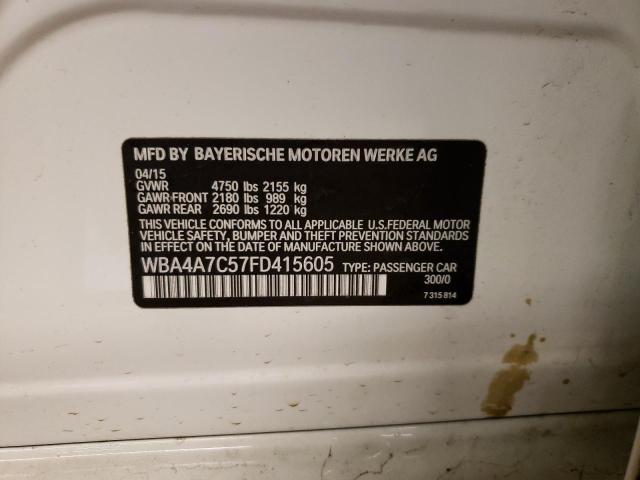 MFD BY BAYERISCHE MOTOREN WERKE AG
04/15
GVWR 4750 lbs 2155 kg
GAWR FRONT 2180 lbs 989 kg
GAWR REAR 2690 lbs 1220 kg
THIS VEHICLE CONFORMS TO ALL APPLICABLE U.S.FEDERAL MOTOR
VEHICLE SAFETY, BUMPER, AND THEFT PREVENTION STANDARDS
IN EFFECT ON THE DATE OF MANUFACTURE SHOWN ABOVE.
WBA4A7C57FD415605 TYPE: PASSENGER CAR
300/0
7 315 814